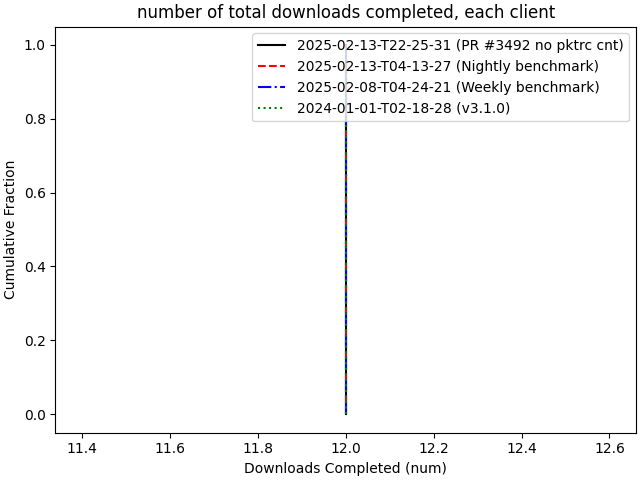 number of total downloads completed, each client
1.0
0.8
0.6
0.4
0.2
0.0
Cumulative Fraction
2025-02-13-T22-25-31 (PR #3492 no pktrc cnt)
2025-02-13-T04-13-27 (Nightly benchmark)
2025-02-08-T04-24-21 (Weekly benchmark)
2024-01-01-T02-18-28 (v3.1.0)
11.4 11.6 11.8 12.0 12.2 12.4 12.6
Downloads Completed (num)